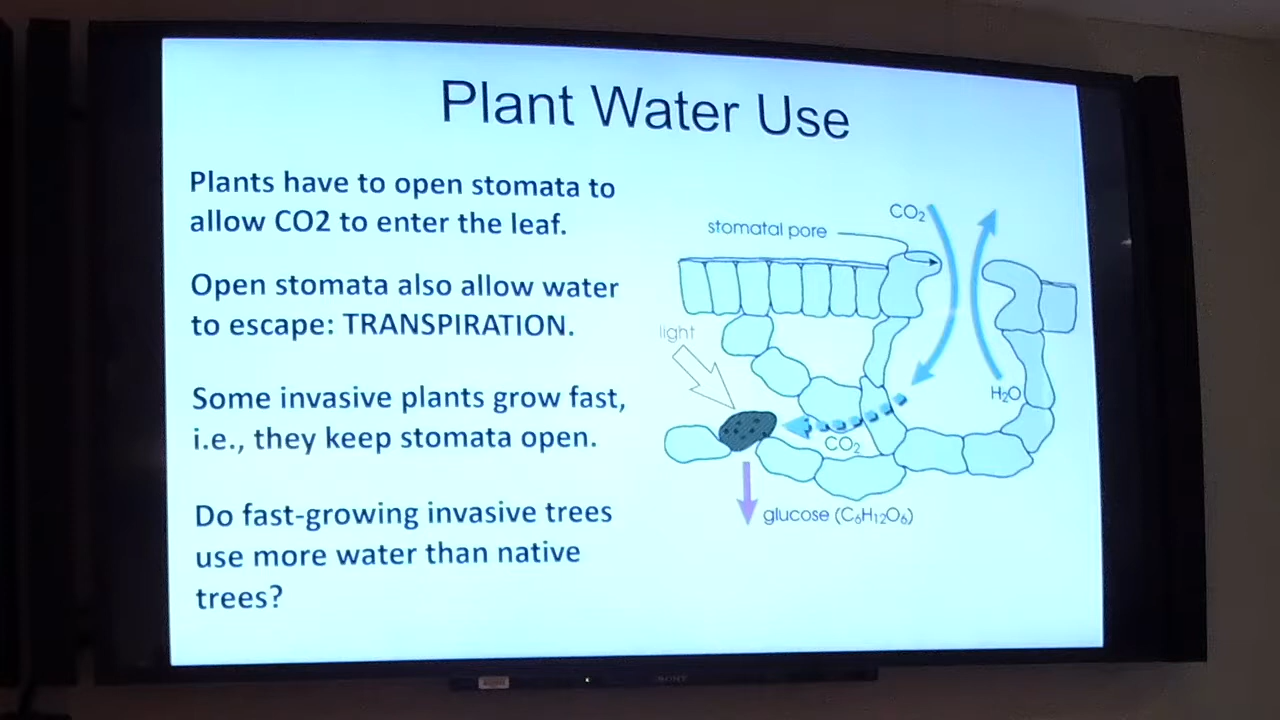 Plant Water Use
Plants have to open stomata to
allow CO2 to enter the leaf.
Open stomata also allow water
to escape: TRANSPIRATION.
Some invasive plants grow fast,
i.e., they keep stomata open.
Do fast-growing invasive trees
use more water than native
trees?
CO₂
stomatal pore
light
H₂O
CO₂
glucose (C₆H₁₂O₆)
SONY